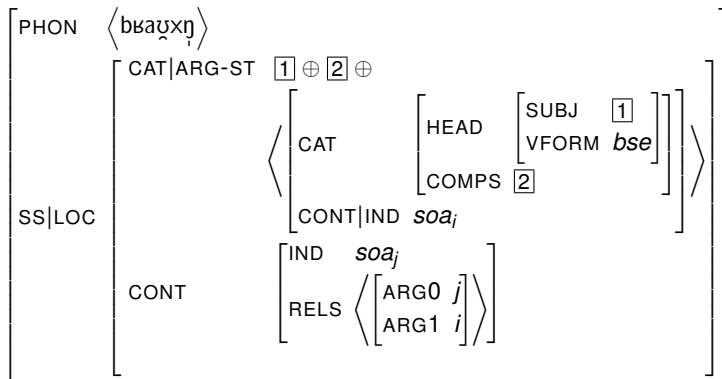 PHON ⟨bʁaʊ̯xŋ̍⟩
CAT|ARG-ST 1 ⊕ 2 ⊕
SUBJ 1
HEAD
CAT VFORM bse
COMPS 2
SS|LOC CONT|IND soa_i
IND soa_j
CONT ARG0 j
RELS
ARG1 i